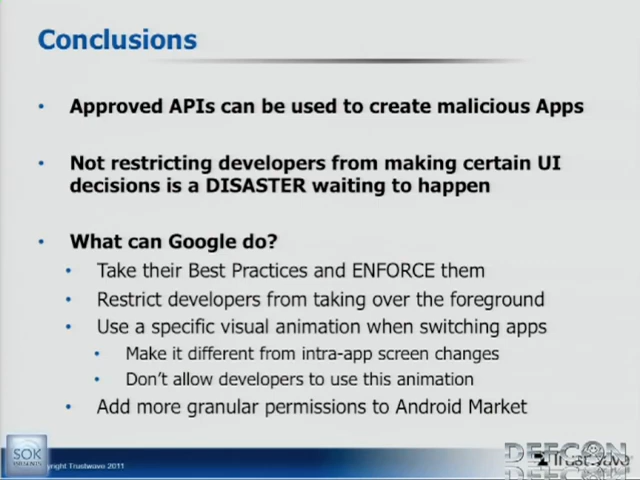 Conclusions
• Approved APIs can be used to create malicious Apps
• Not restricting developers from making certain UI
decisions is a DISASTER waiting to happen
• What can Google do?
• Take their Best Practices and ENFORCE them
• Restrict developers from taking over the foreground
• Use a specific visual animation when switching apps
• Make it different from intra-app screen changes
• Don't allow developers to use this animation
• Add more granular permissions to Android Market
SOK
PRESENTS
pyright Trustwave 2011
DEFCON
Trustwave